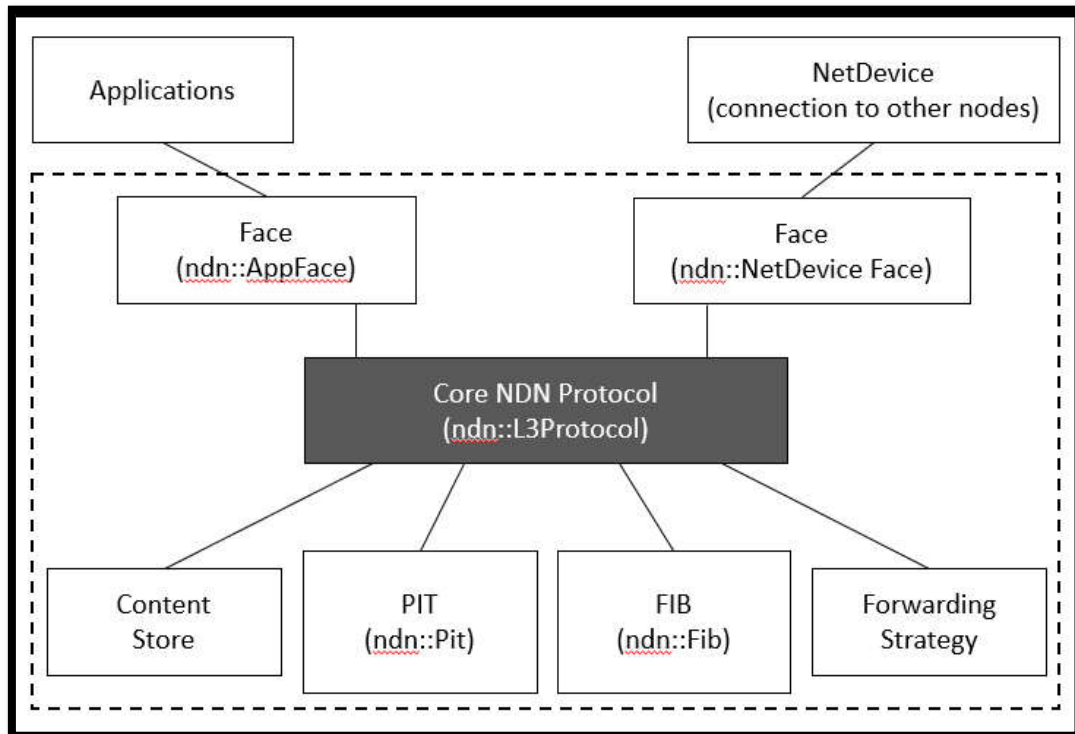 Applications
NetDevice
(connection to other nodes)
Face
(ndn::AppFace)
Face
(ndn::NetDevice Face)
Core NDN Protocol
(ndn::L3Protocol)
Content
Store
PIT
(ndn::Pit)
FIB
(ndn::Fib)
Forwarding
Strategy